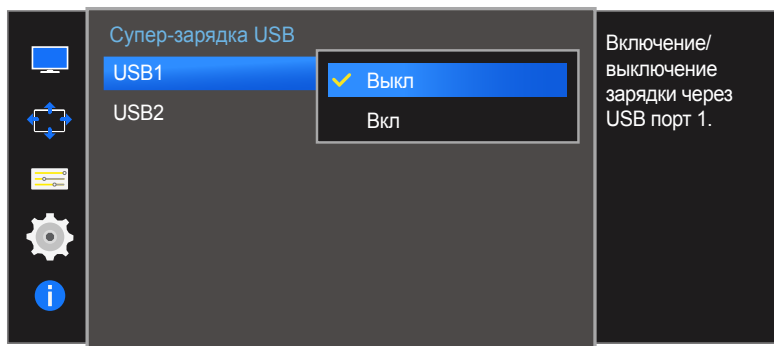 Супер-зарядка USB
USB1
USB2
Выкл
Вкл
Включение/
выключение
зарядки через
USB порт 1.